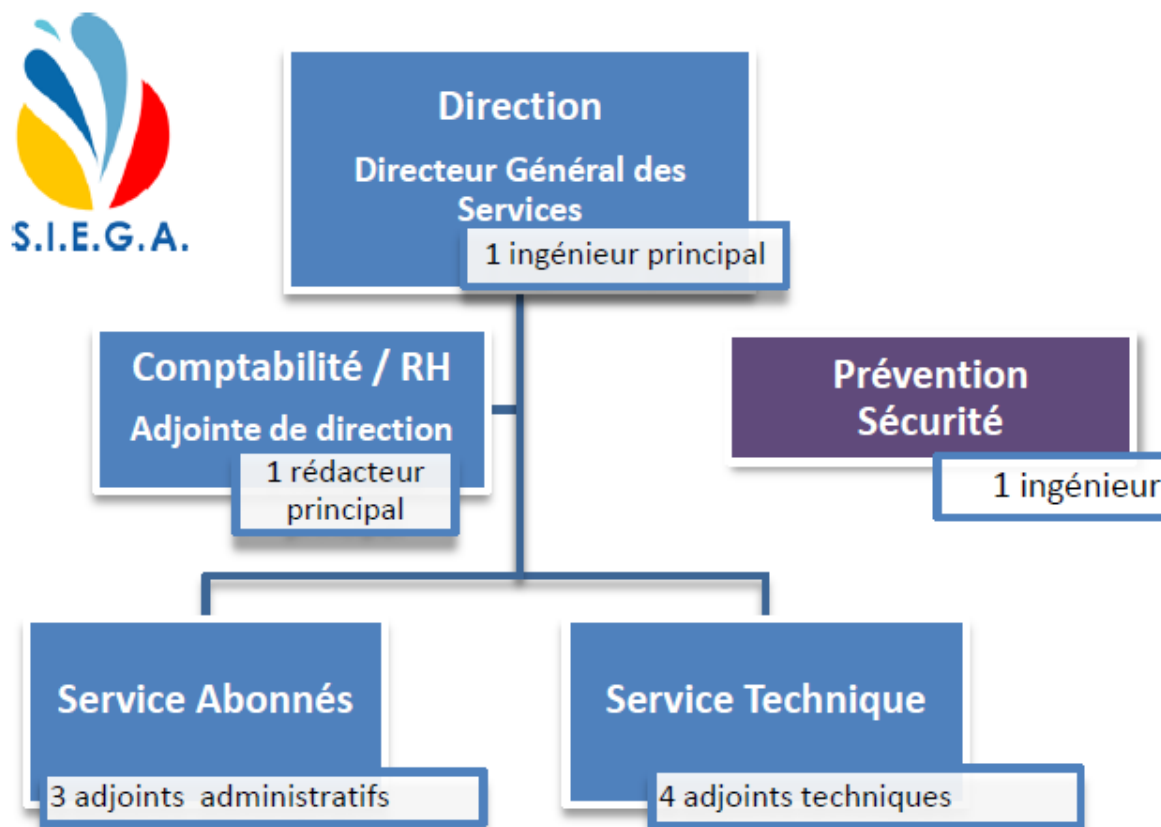 S.I.E.G.A.
Direction
Directeur Général des
Services
1 ingénieur principal
Comptabilité / RH
Adjointe de direction
1 rédacteur
principal
Prévention
Sécurité
1 ingénieur
Service Abonnés
3 adjoints administratifs
Service Technique
4 adjoints techniques